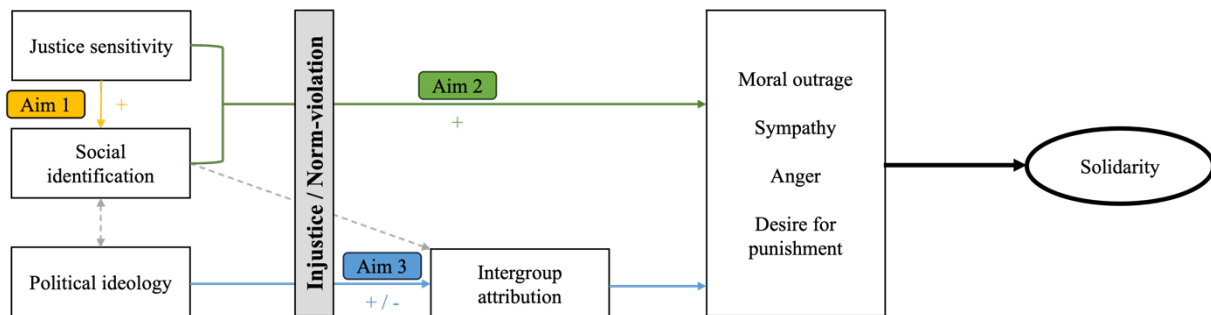 Justice sensitivity
Aim 1
+
Social
identification
Political ideology
Injustice / Norm-violation
Aim 2
+
Aim 3
+ / -
Intergroup
attribution
Moral outrage
Sympathy
Anger
Desire for
punishment
Solidarity